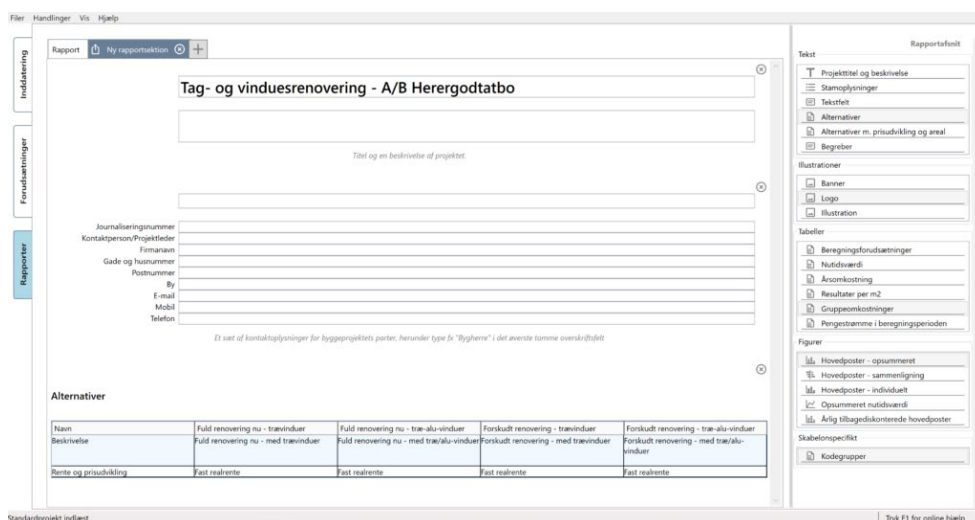 Filer Handlinger Vis Hjælp
Inddatering
Forudsætninger
Rapporter
Rapport Ny rapportsektion
Tag- og vinduesrenovering - A/B Herergodtatbo
Titel og en beskrivelse af projektet
Journaliseringsnummer
Kontaktperson/Projektleder
Firmanavn
Gade og husnummer
Postnummer
By
E-mail
Mobil
Telefon
Et sæt af kontaktoplysninger for byggeprojektets parter, herunder type fx "Bygherre" i det øverste tomme overskriftsfelt
Alternativer
Navn Fuld renovering nu - trævinduer Fuld renovering nu - træ-alu-vinduer Forskudt renovering - trævinduer Forskudt renovering - træ-alu-vinduer
Beskrivelse Fuld renovering nu - med trævinduer Fuld renovering nu - med træ/alu-vinduer Forskudt renovering - med trævinduer Forskudt renovering - med træ/alu-
vinduer
Rente og prisudvikling Fast realrente Fast realrente Fast realrente Fast realrente
Rapportafsnit
Tekst
Projekttitel og beskrivelse
Stamoplysninger
Tekstfelt
Alternativer
Alternativer m. prisudvikling og areal
Begreber
Illustrationer
Banner
Logo
Illustration
Tabeller
Beregningsforudsætninger
Nutidsværdi
Årsomkostning
Resultater per m2
Gruppeomkostninger
Pengestrømme i beregningsperioden
Figurer
Hovedposter - opsummeret
Hovedposter - sammenligning
Hovedposter - individuelt
Opsummeret nutidsværdi
Årlig tilbagediskonterede hovedposter
Skabelonspecifikt
Kodegrupper
Standardprojekt indlæst
Tryk F1 for online hjælp